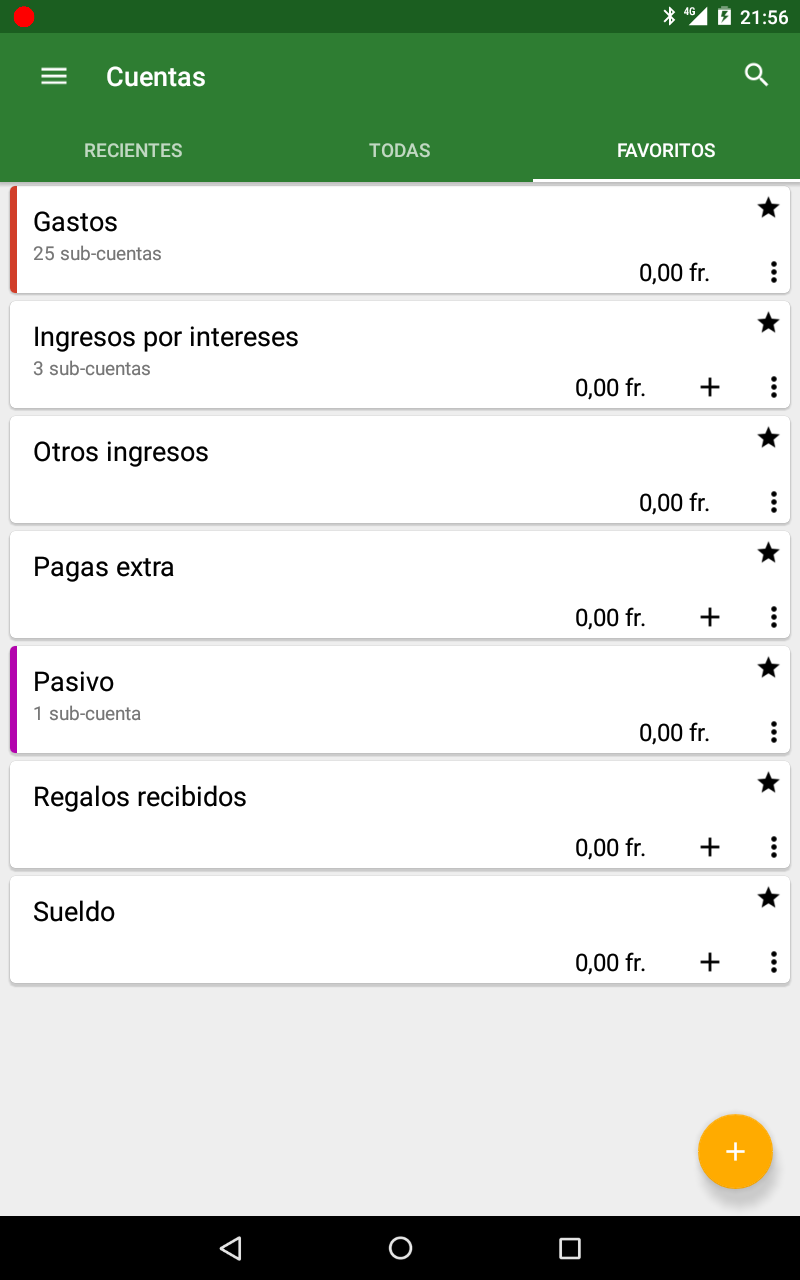 4G 21:56
Cuentas
RECIENTES TODAS FAVORITOS
Gastos
25 sub-cuentas
0,00 fr.
Ingresos por intereses
3 sub-cuentas
0,00 fr.
Otros ingresos
0,00 fr.
Pagas extra
0,00 fr.
Pasivo
1 sub-cuenta
0,00 fr.
Regalos recibidos
0,00 fr.
Sueldo
0,00 fr.